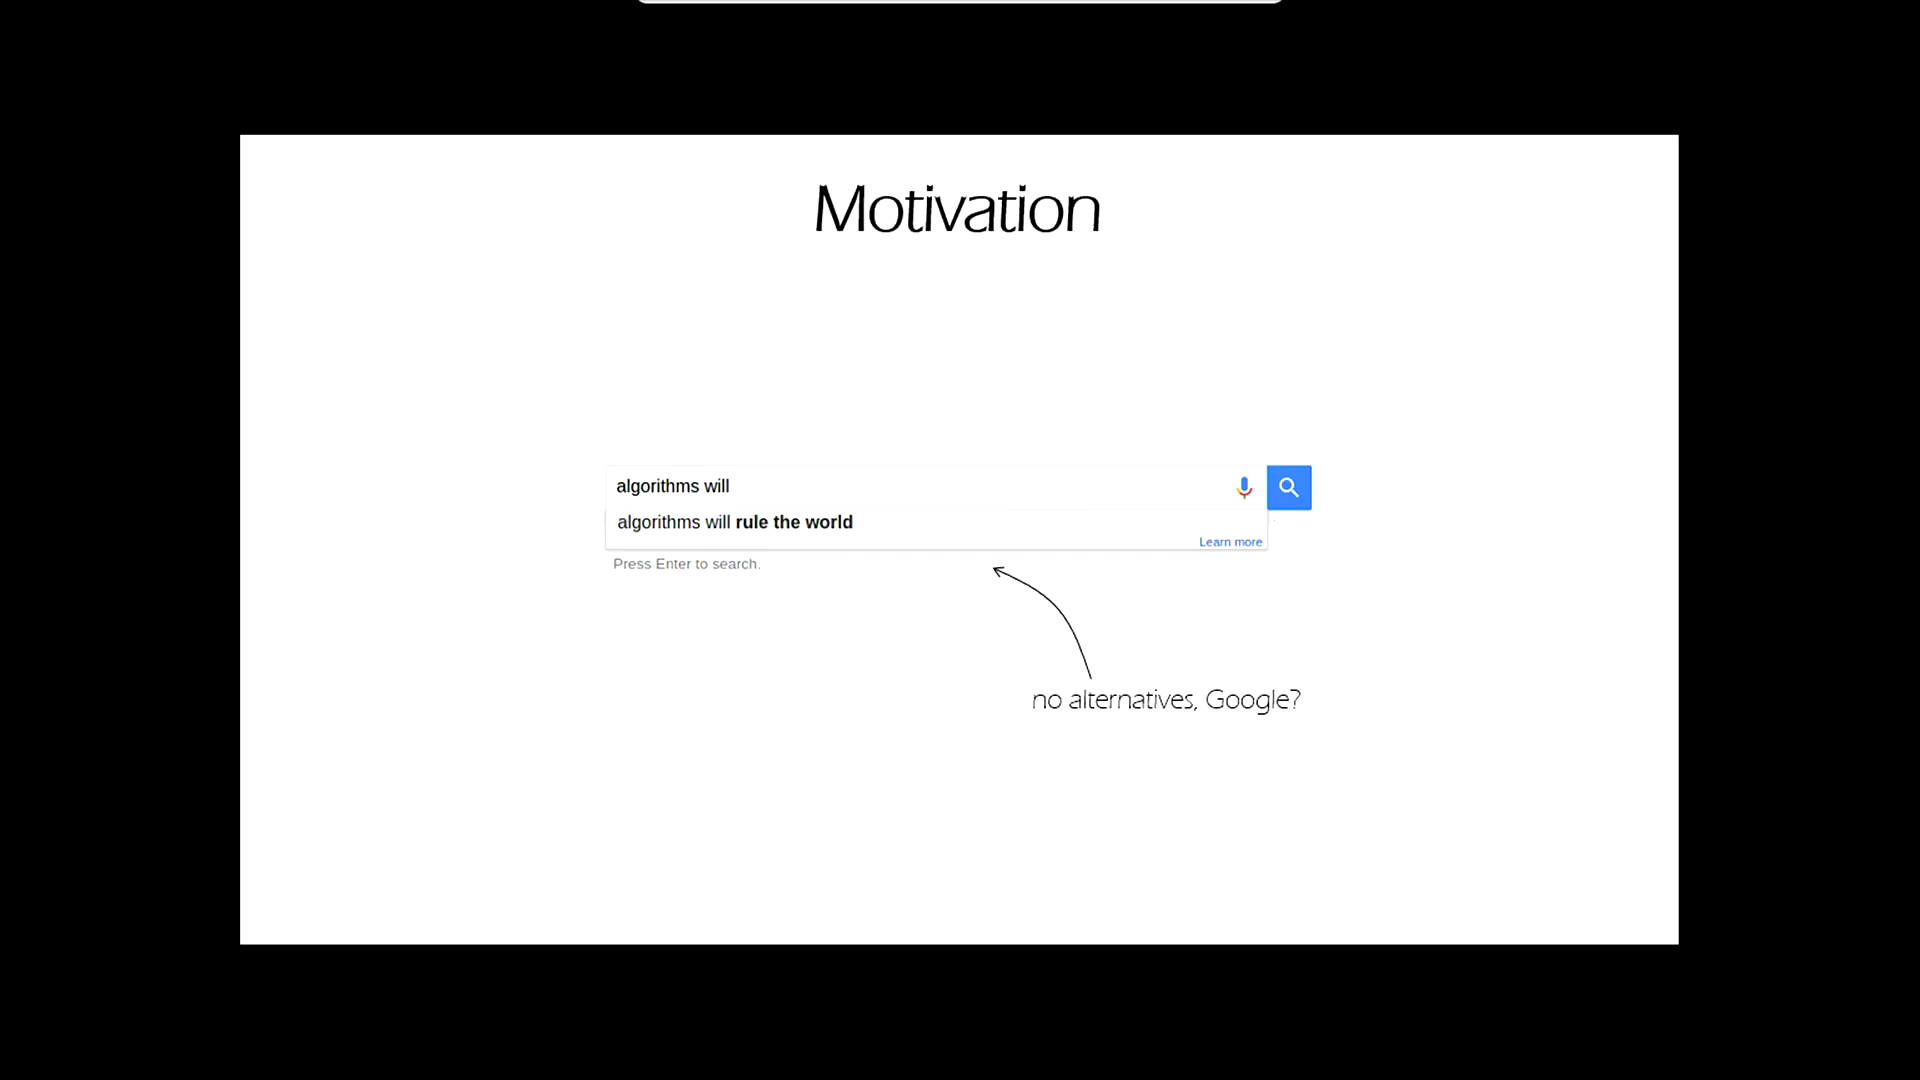 Motivation
algorithms will
algorithms will rule the world
Learn more
Press Enter to search.
no alternatives, Google?